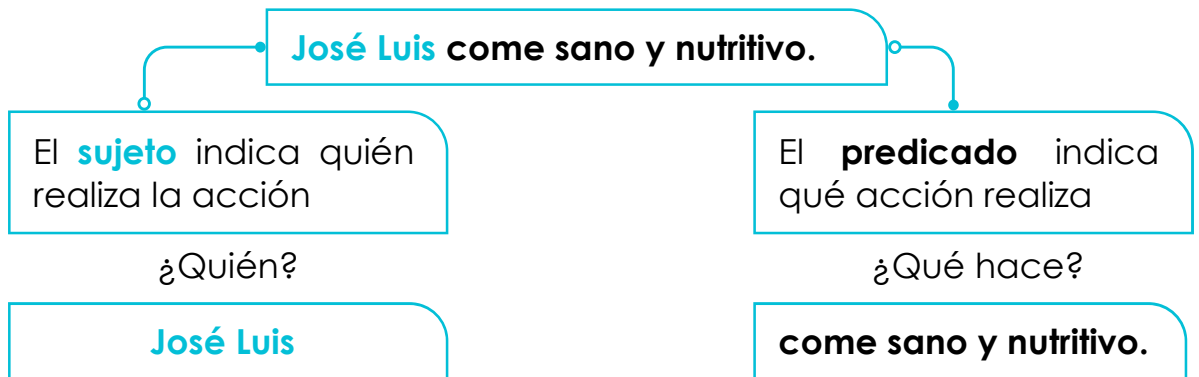 José Luis come sano y nutritivo.
El sujeto indica quién
realiza la acción
El predicado indica
qué acción realiza
¿Quién?
¿Qué hace?
José Luis
come sano y nutritivo.